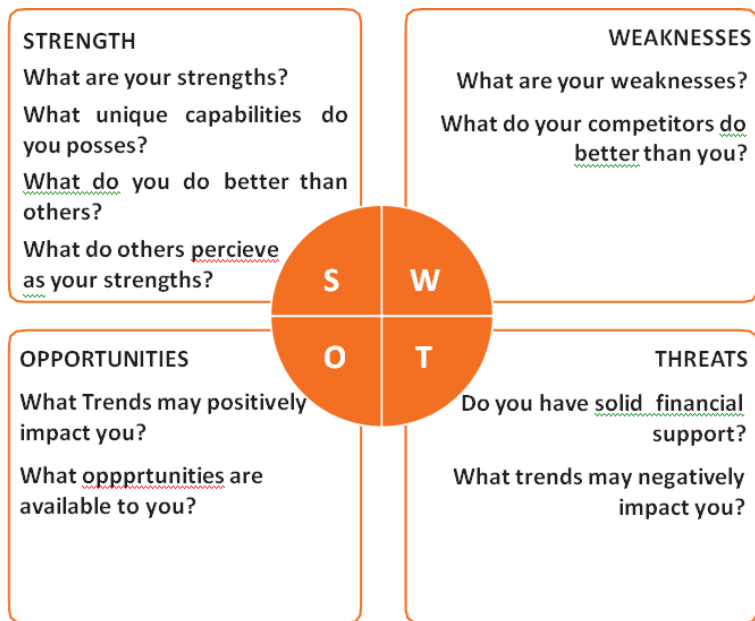 STRENGTH
What are your strengths?
What unique capabilities do
you posses?
What do you do better than
others?
What do others percieve
as your strengths?
WEAKNESSES
What are your weaknesses?
What do your competitors do
better than you?
S
W
O
T
OPPORTUNITIES
What Trends may positively
impact you?
What oppprtunities are
available to you?
THREATS
Do you have solid financial
support?
What trends may negatively
impact you?